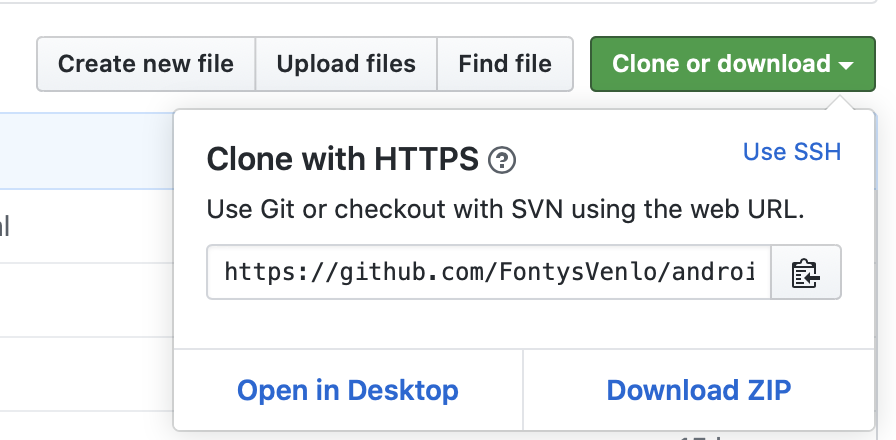 Create new file
Upload files
Find file
Clone or download
Clone with HTTPS ?
Use SSH
Use Git or checkout with SVN using the web URL.
https://github.com/FontysVenlo/androi
Open in Desktop
Download ZIP